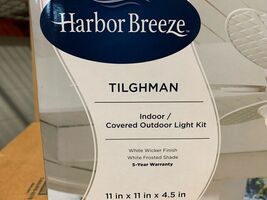 Harbor Breeze™
TILGHMAN
Indoor /
Covered Outdoor Light Kit
White Wicker Finish
White Frosted Shade
5-Year Warranty
11 in x 11 in x 4.5 in